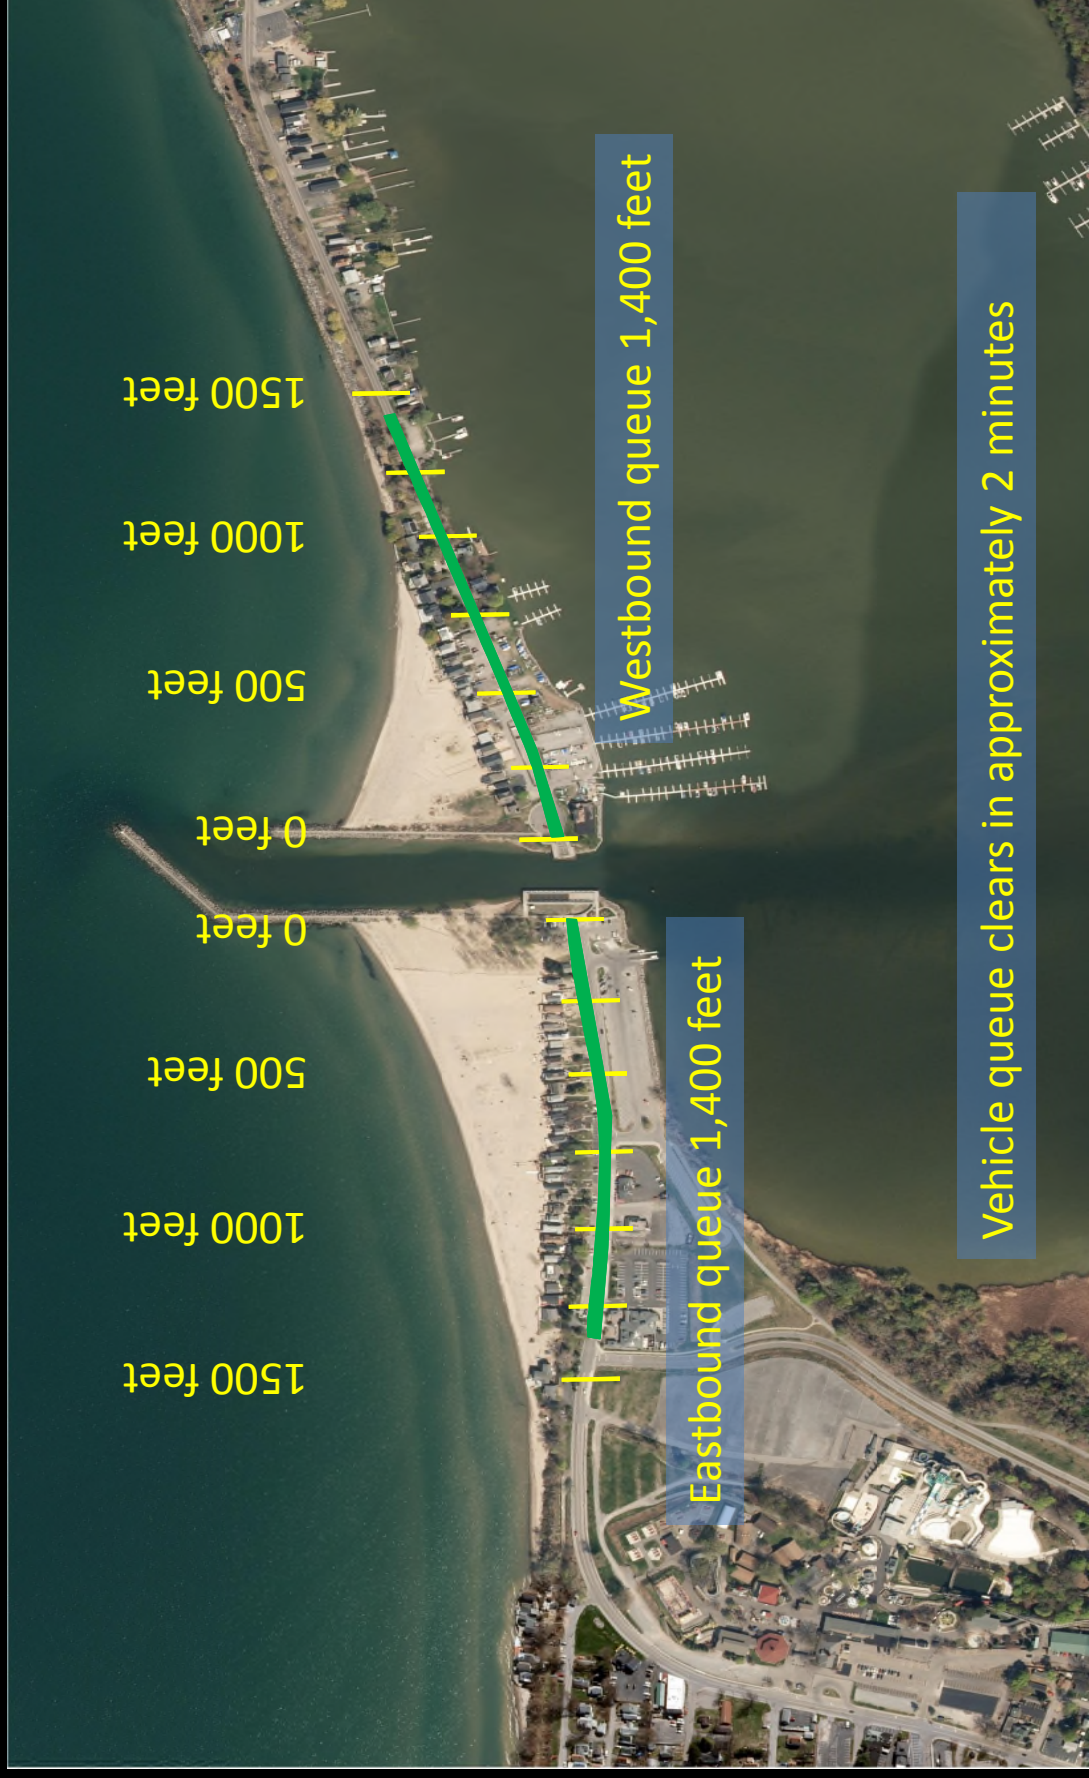 1500 feet
1000 feet
500 feet
0 feet
0 feet
500 feet
1000 feet
1500 feet
Eastbound queue 1,400 feet
Westbound queue 1,400 feet
Vehicle queue clears in approximately 2 minutes